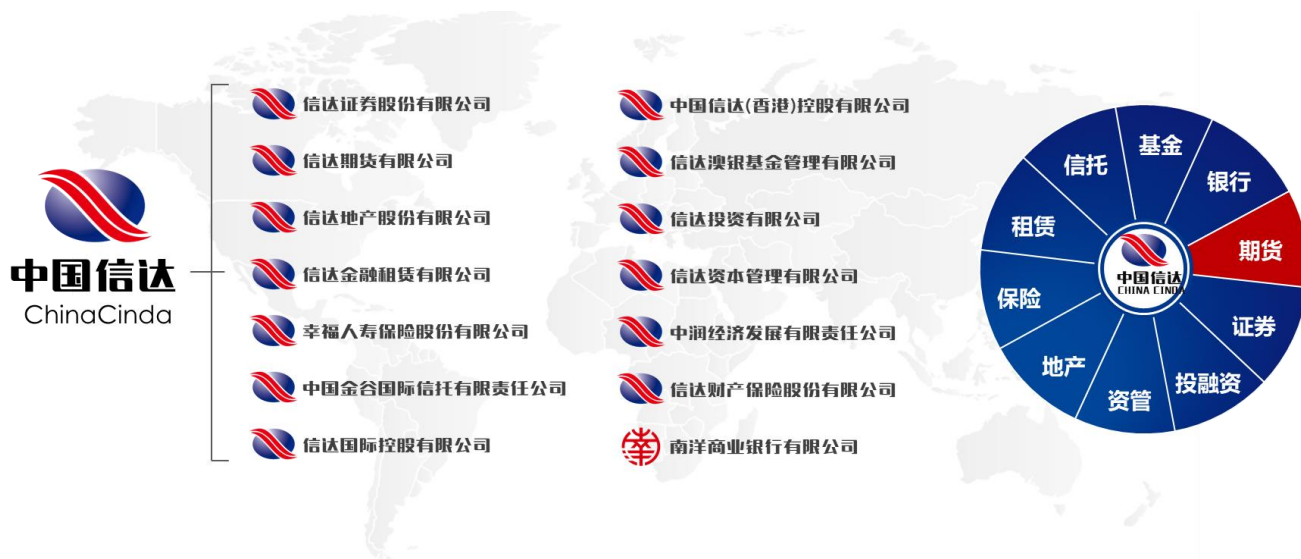 中国信达
ChinaCinda
信达证券股份有限公司
信达期货有限公司
信达地产股份有限公司
信达金融租赁有限公司
幸福人寿保险股份有限公司
中国金谷国际信托有限责任公司
信达国际控股有限公司
中国信达(香港)控股有限公司
信达澳银基金管理有限公司
信达投资有限公司
信达资本管理有限公司
中润经济发展有限责任公司
信达财产保险股份有限公司
南洋商业银行有限公司
基金
银行
期货
证券
投融资
资管
地产
保险
租赁
信托
中国信达
CHINA CINDA